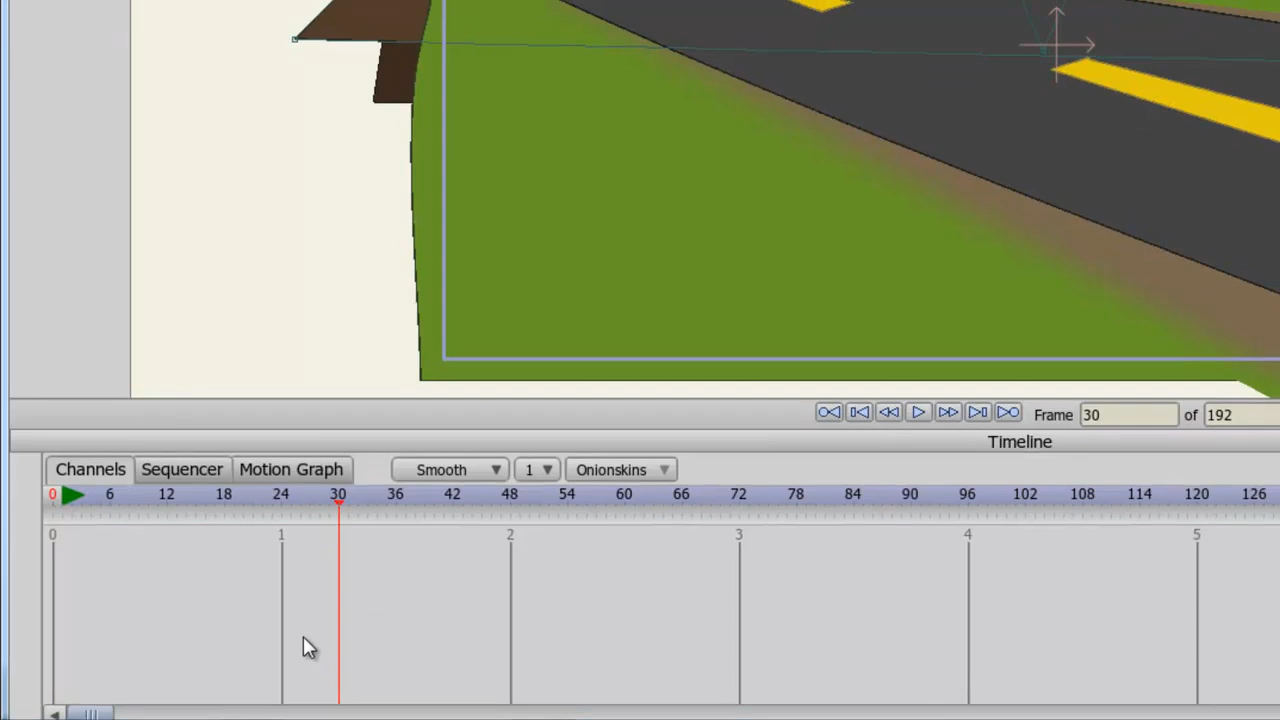 Frame 30 of 192
Timeline
Channels Sequencer Motion Graph Smooth 1 Onionskins
0 6 12 18 24 30 36 42 48 54 60 66 72 78 84 90 96 102 108 114 120 126
0 1 2 3 4 5